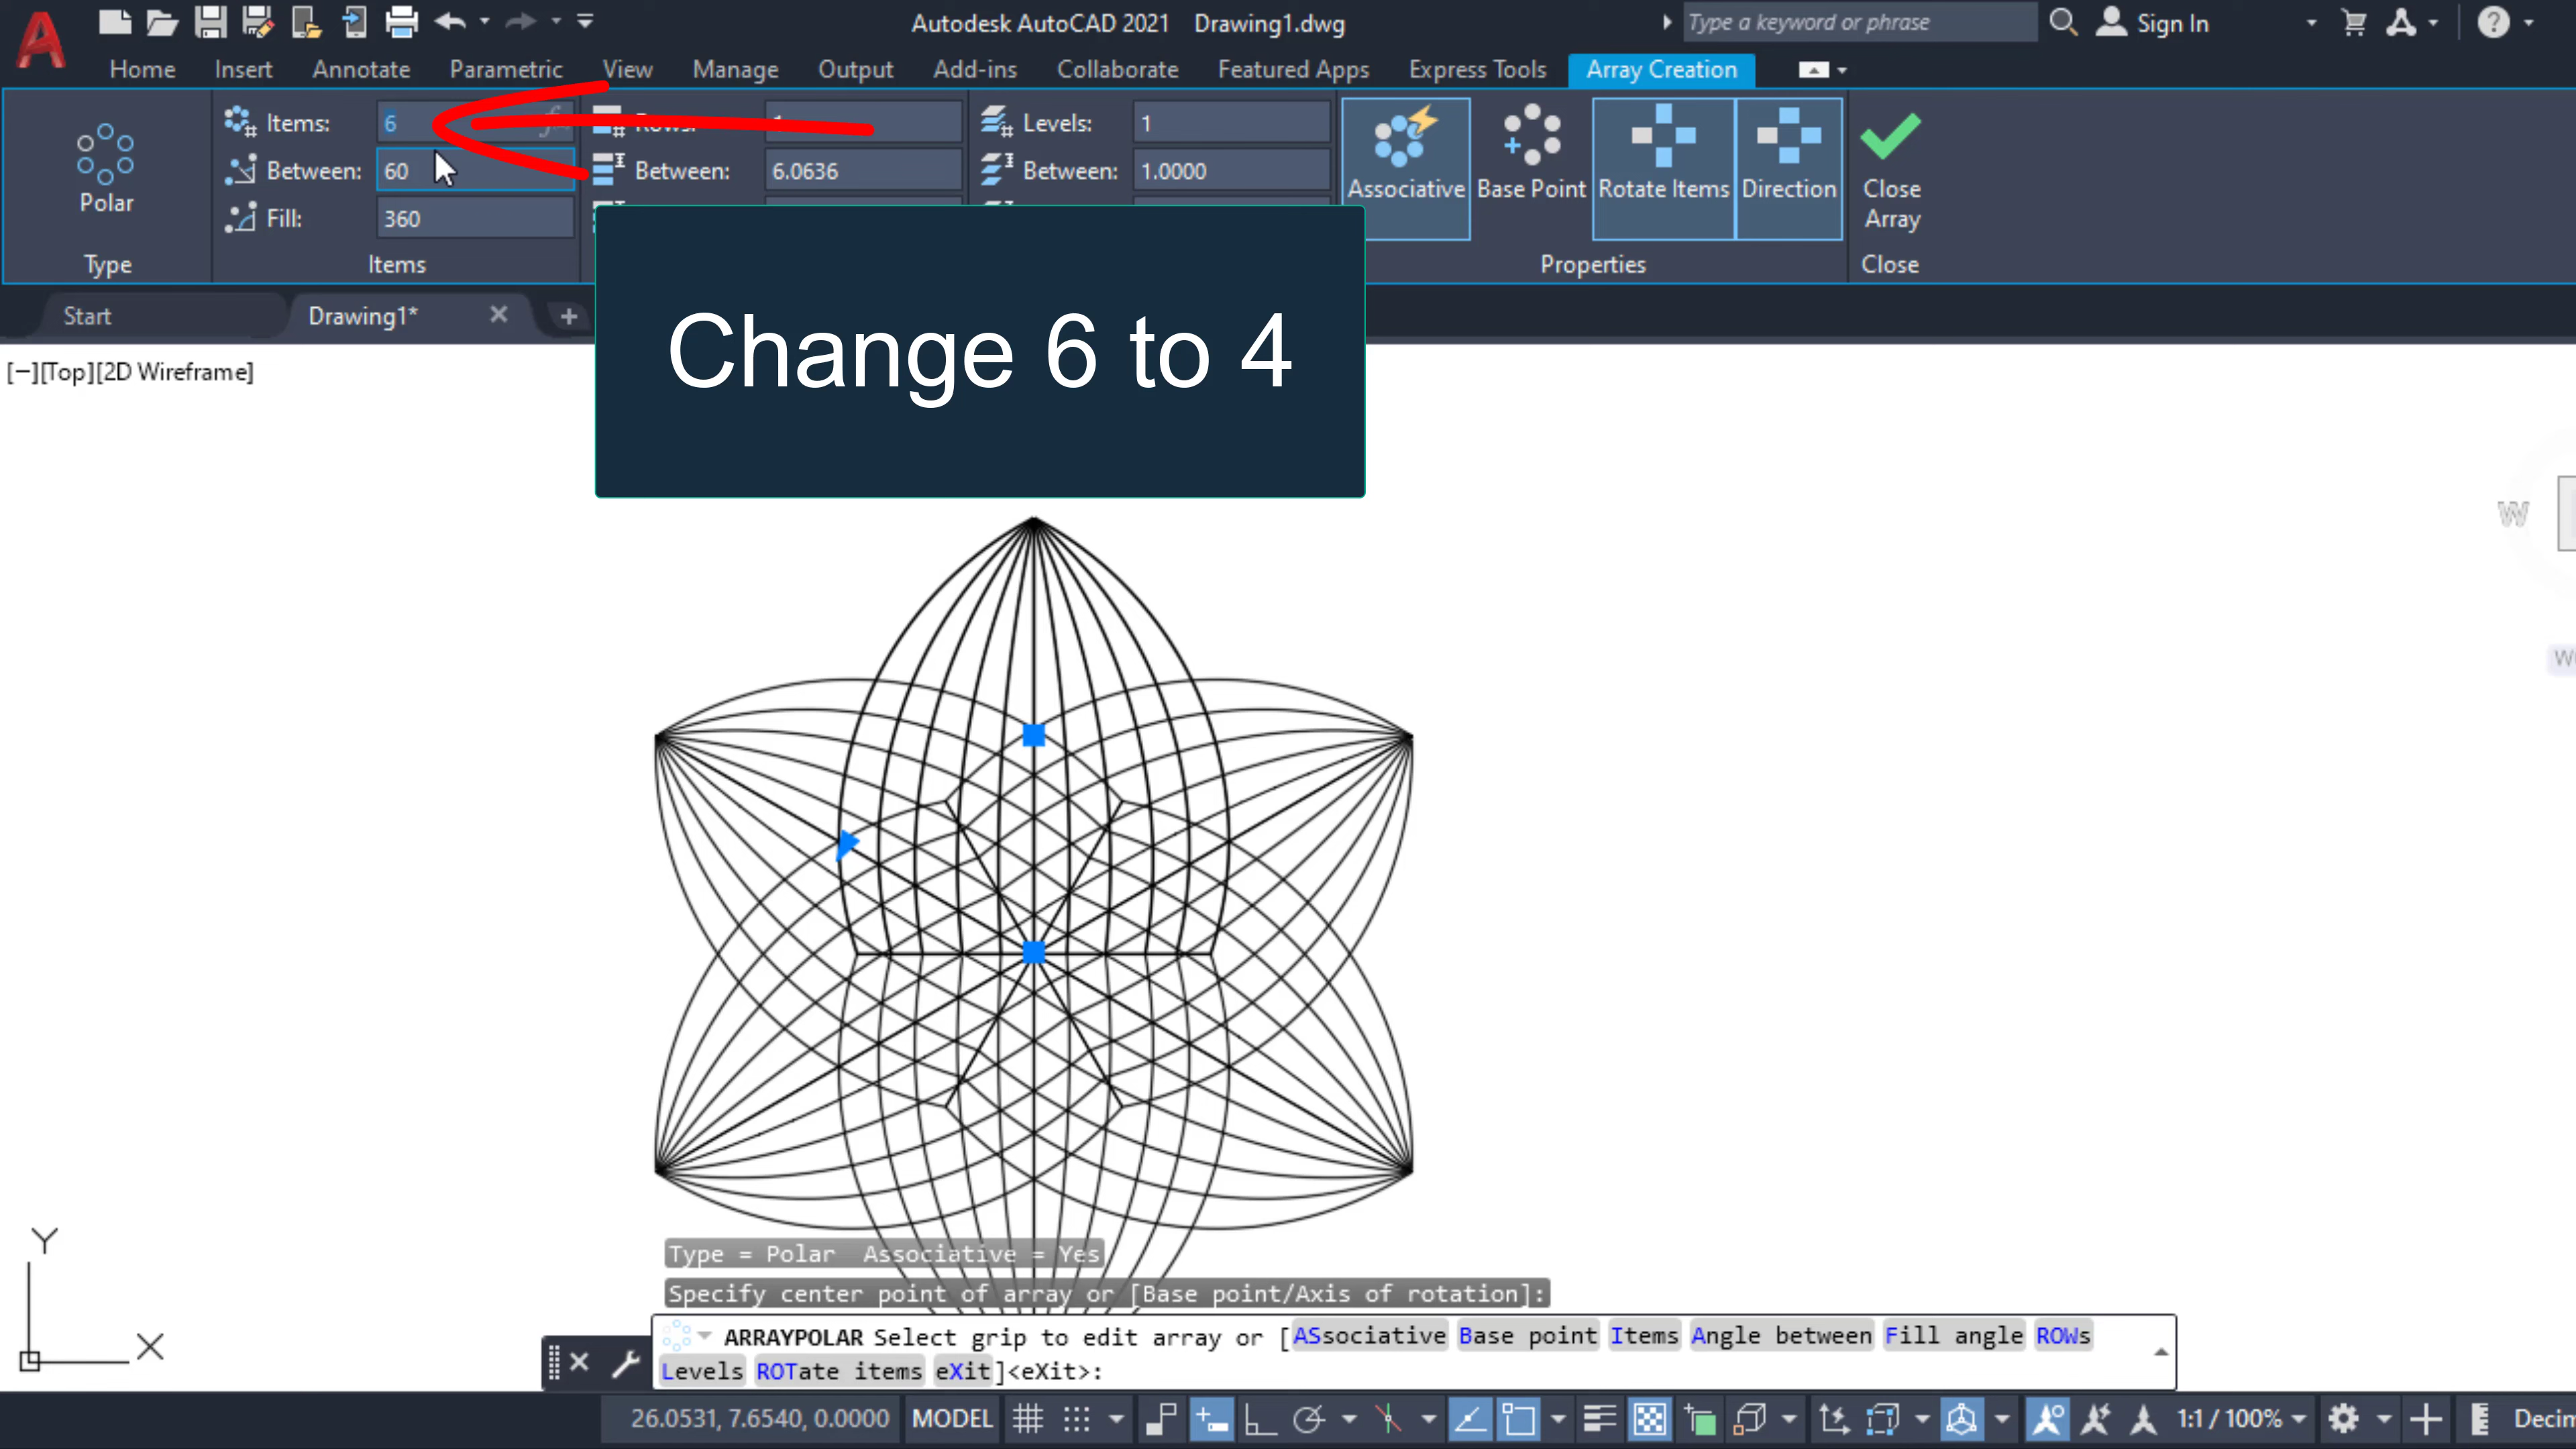 Autodesk AutoCAD 2021 Drawing1.dwg
Type a keyword or phrase
Sign In
Home Insert Annotate Parametric View Manage Output Add-ins Collaborate Featured Apps Express Tools Array Creation
Items: 6
Rows: 1
Levels: 1
Between: 60
Between: 6.0636
Between: 1.0000
Fill: 360
Polar
Associative Base Point Rotate Items Direction
Close
Array
Type Items Properties Close
Start Drawing1*
[−][Top][2D Wireframe]
Change 6 to 4
W
Y
X
Type = Polar Associative = Yes
Specify center point of array or [Base point/Axis of rotation]:
ARRAYPOLAR Select grip to edit array or [ASsociative Base point Items Angle between Fill angle ROWs
Levels ROTate items eXit]<eXit>:
26.0531, 7.6540, 0.0000 MODEL 1:1 / 100%